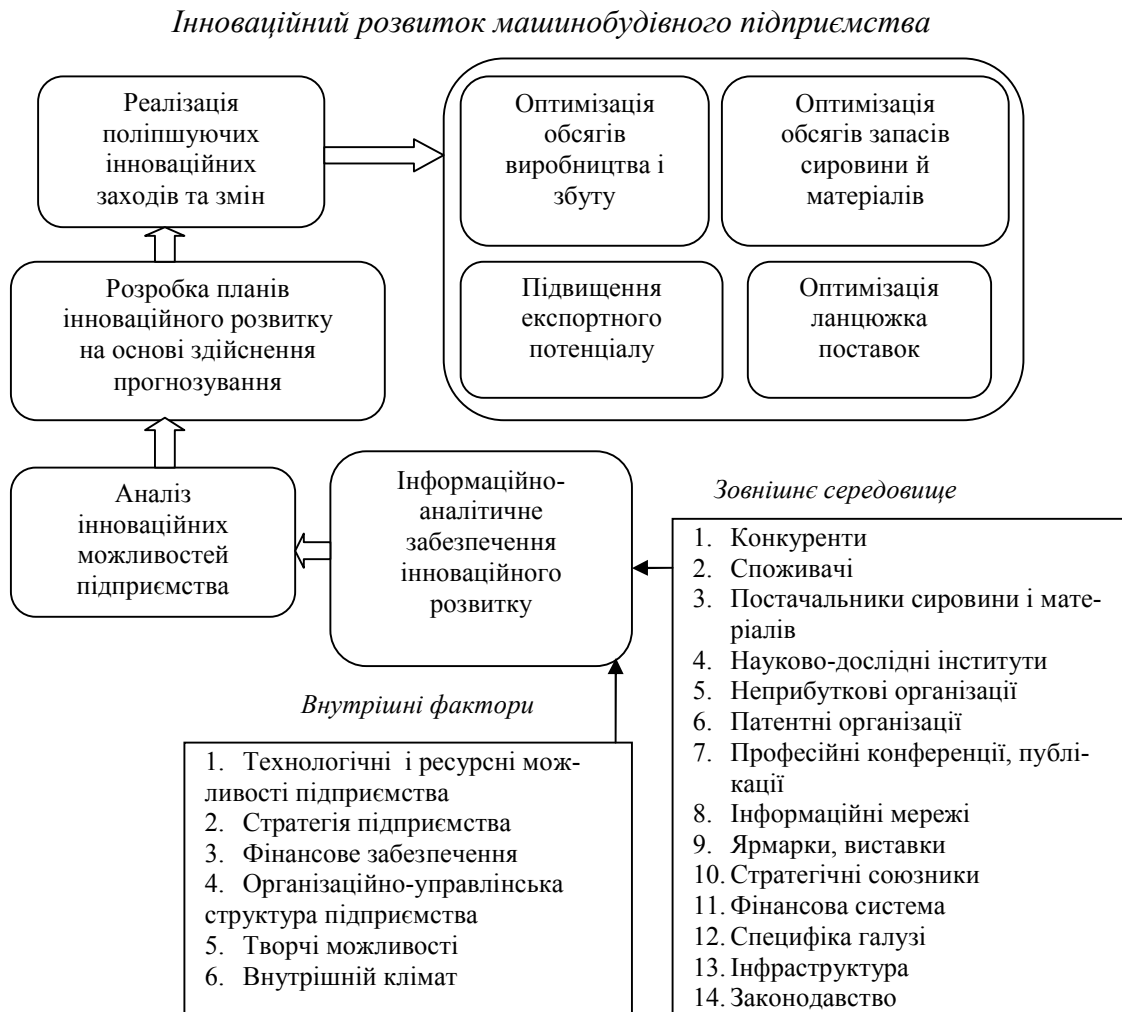 Інноваційний розвиток машинобудівного підприємства
Реалізація
поліпшуючих
інноваційних
заходів та змін
Оптимізація
обсягів
виробництва і
збуту
Оптимізація
обсягів запасів
сировини й
матеріалів
Розробка планів
інноваційного розвитку
на основі здійснення
прогнозування
Підвищення
експортного
потенціалу
Оптимізація
ланцюжка
поставок
Аналіз
інноваційних
можливостей
підприємства
Інформаційно-
аналітичне
забезпечення
інноваційного
розвитку
Зовнішнє середовище
1. Конкуренти
2. Споживачі
3. Постачальники сировини і мате-
ріалів
4. Науково-дослідні інститути
5. Неприбуткові організації
6. Патентні організації
7. Професійні конференції, публі-
кації
8. Інформаційні мережі
9. Ярмарки, виставки
10. Стратегічні союзники
11. Фінансова система
12. Специфіка галузі
13. Інфраструктура
14. Законодавство
Внутрішні фактори
1. Технологічні і ресурсні мож-
ливості підприємства
2. Стратегія підприємства
3. Фінансове забезпечення
4. Організаційно-управлінська
структура підприємства
5. Творчі можливості
6. Внутрішній клімат